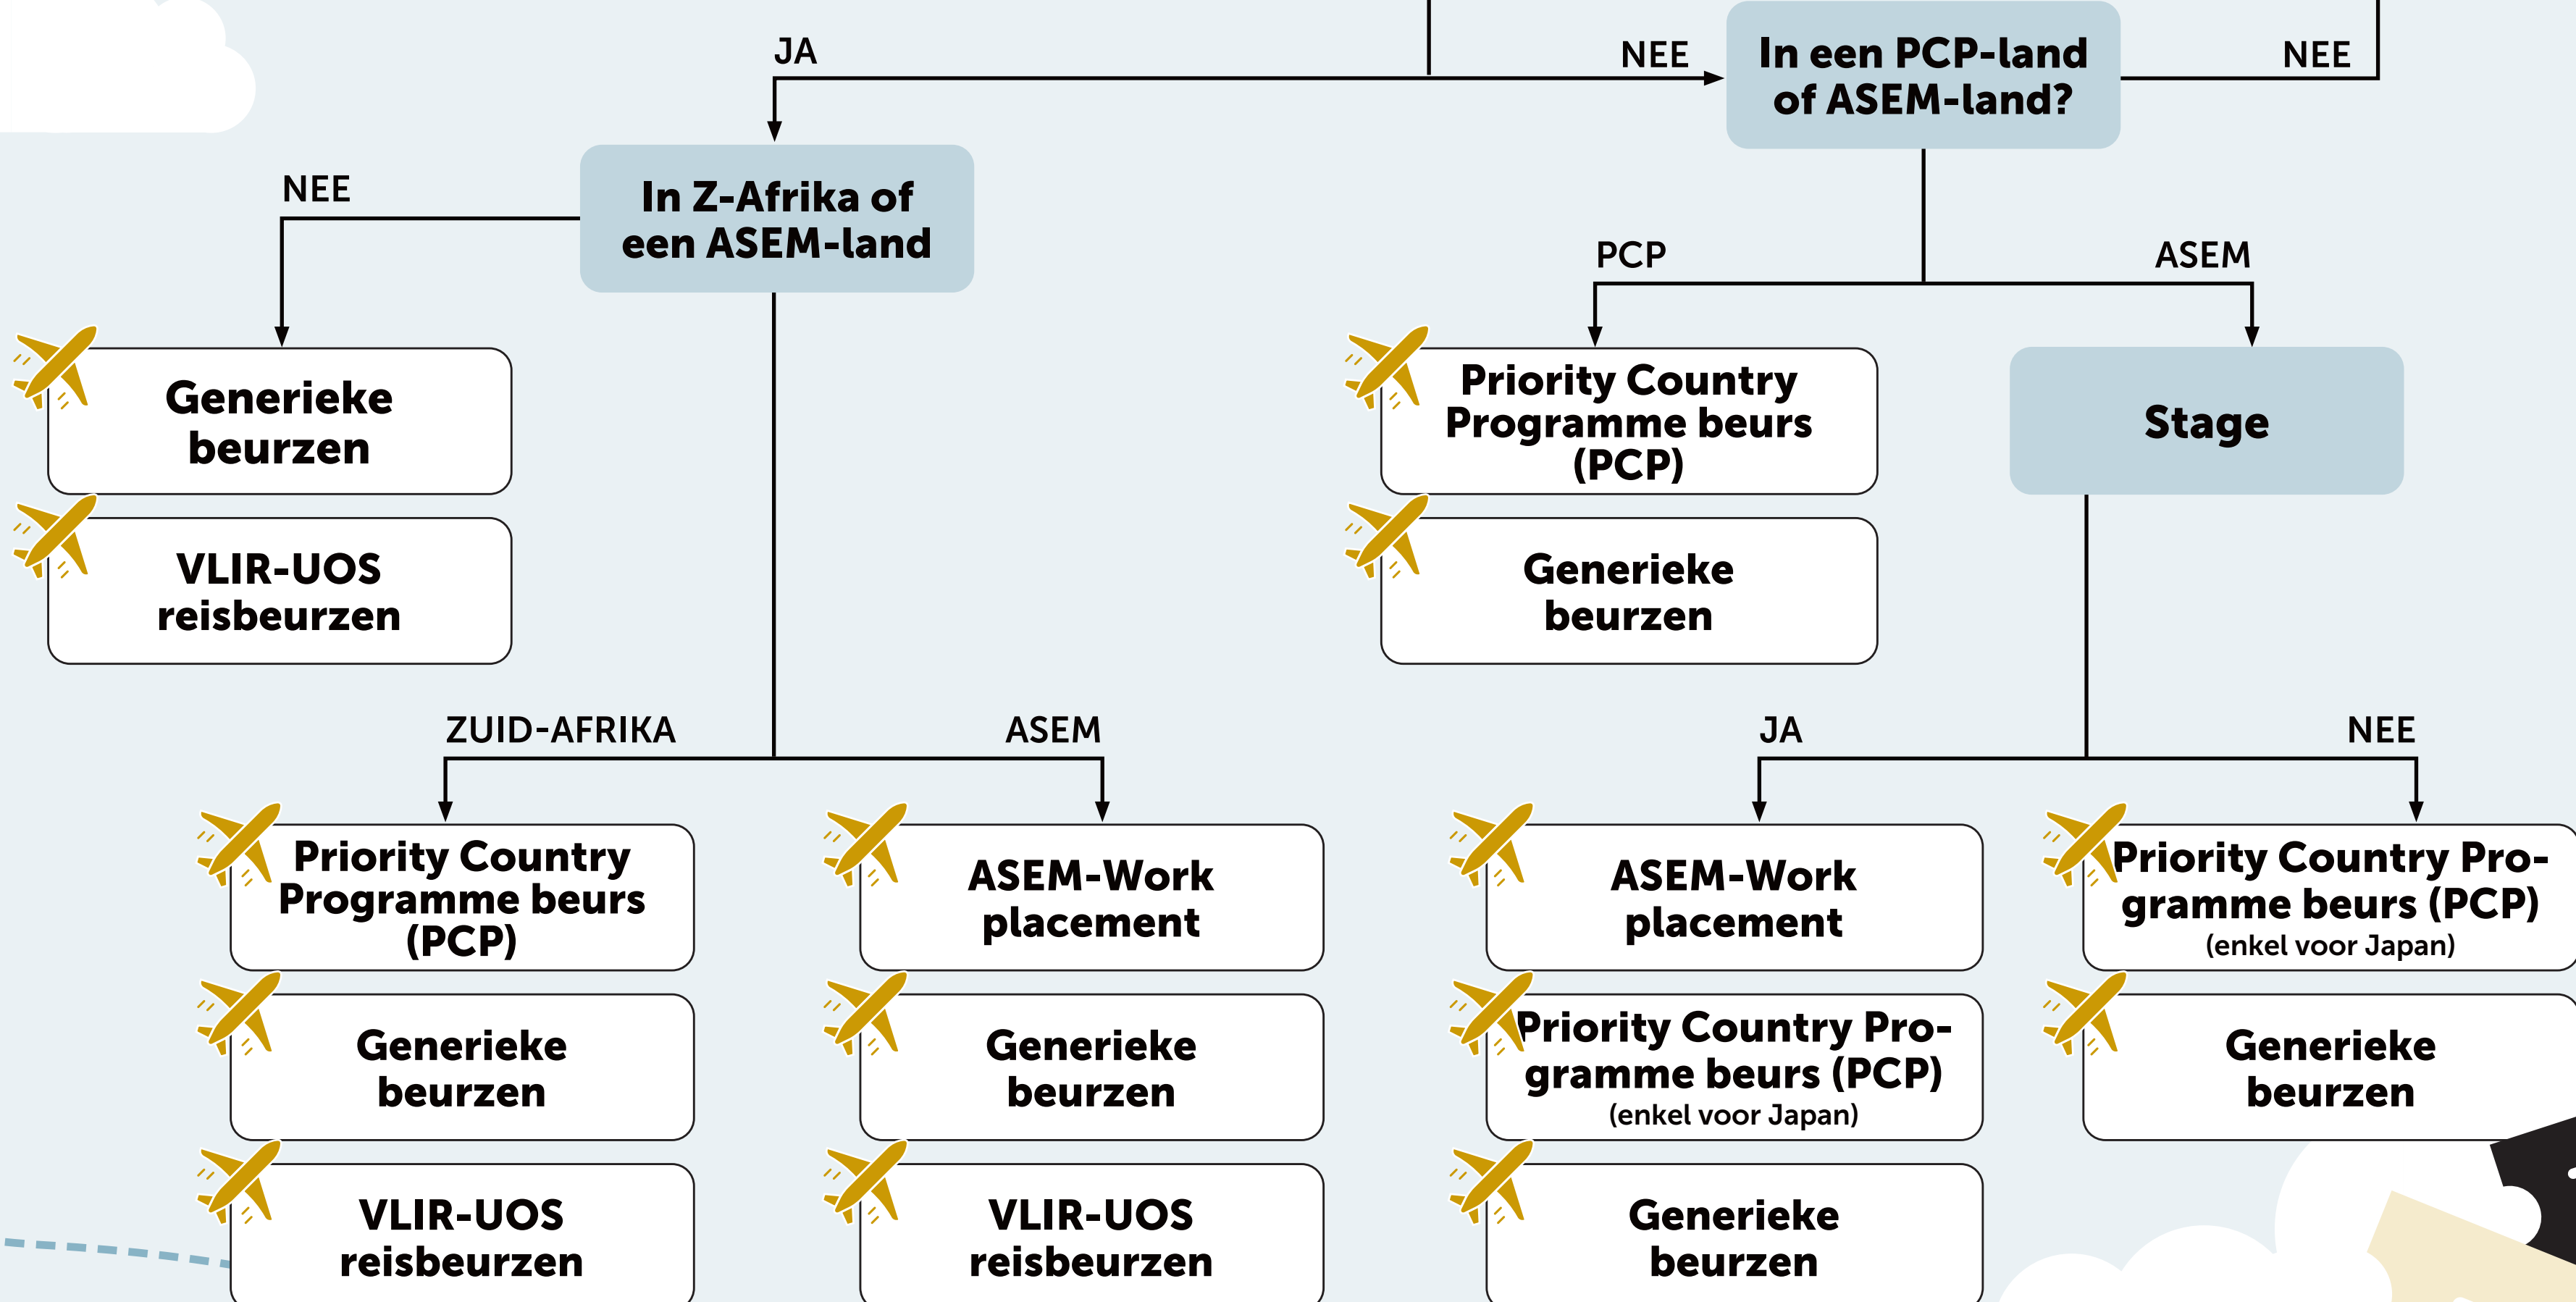 JA
NEE
In een PCP-land
of ASEM-land?
NEE
NEE
In Z-Afrika of
een ASEM-land
PCP
ASEM
Generieke
beurzen
VLIR-UOS
reisbeurzen
Priority Country
Programme beurs
(PCP)
Generieke
beurzen
Stage
ZUID-AFRIKA
ASEM
JA
NEE
Priority Country
Programme beurs
(PCP)
Generieke
beurzen
VLIR-UOS
reisbeurzen
ASEM-Work
placement
Generieke
beurzen
VLIR-UOS
reisbeurzen
ASEM-Work
placement
Priority Country Pro-
gramme beurs (PCP)
(enkel voor Japan)
Generieke
beurzen
Priority Country Pro-
gramme beurs (PCP)
(enkel voor Japan)
Generieke
beurzen